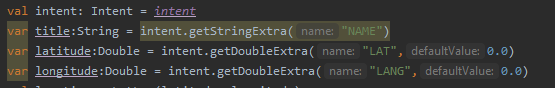 val intent: Intent = intent
var title:String = intent.getStringExtra( name: "NAME")
var latitude:Double = intent.getDoubleExtra( name: "LAT", defaultValue: 0.0)
var longitude:Double = intent.getDoubleExtra( name: "LANG", defaultValue: 0.0)